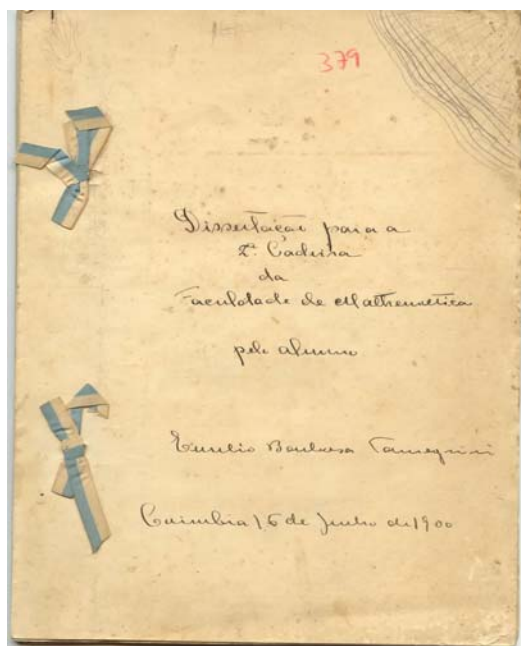 379
Dissertação para a
2ª Cadeira
da
Faculdade de Mathematica
pelo alumno
Eusebio Barbosa Tamagnini
Coimbra 16 de Junho de 1900